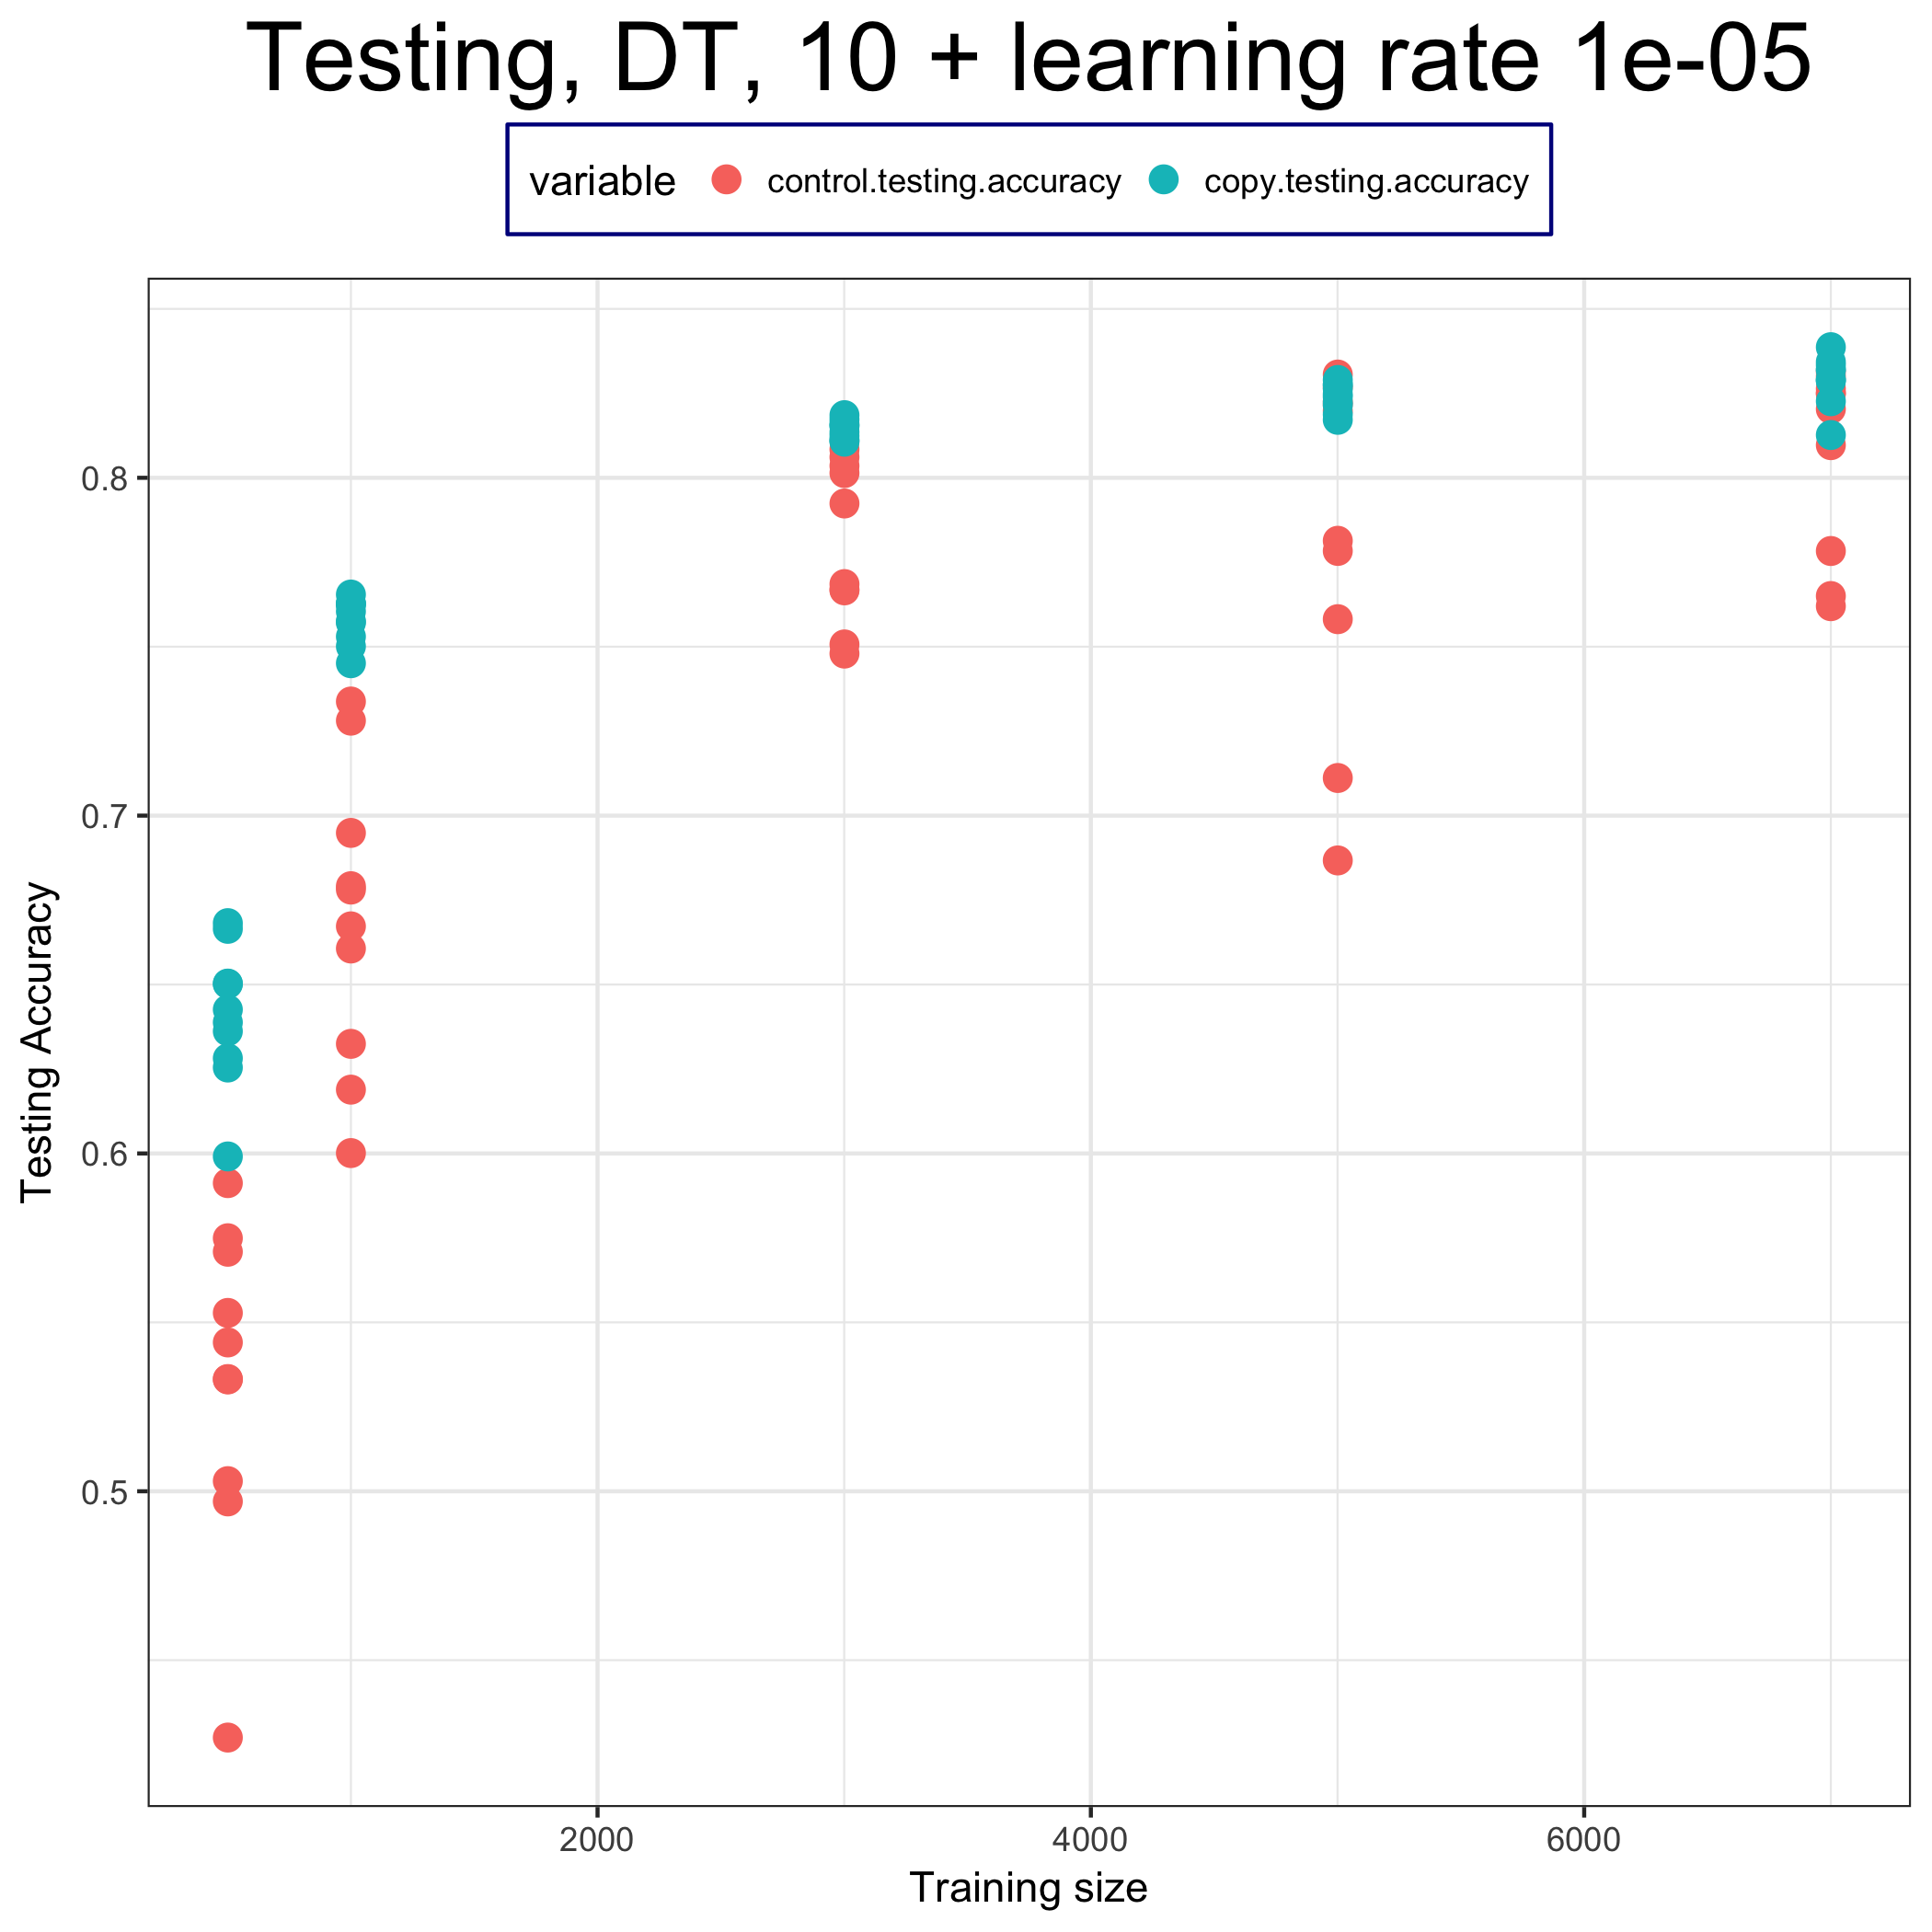 Testing, DT, 10 + learning rate 1e-05
variable control.testing.accuracy copy.testing.accuracy
Testing Accuracy
0.8
0.7
0.6
0.5
2000 4000 6000
Training size